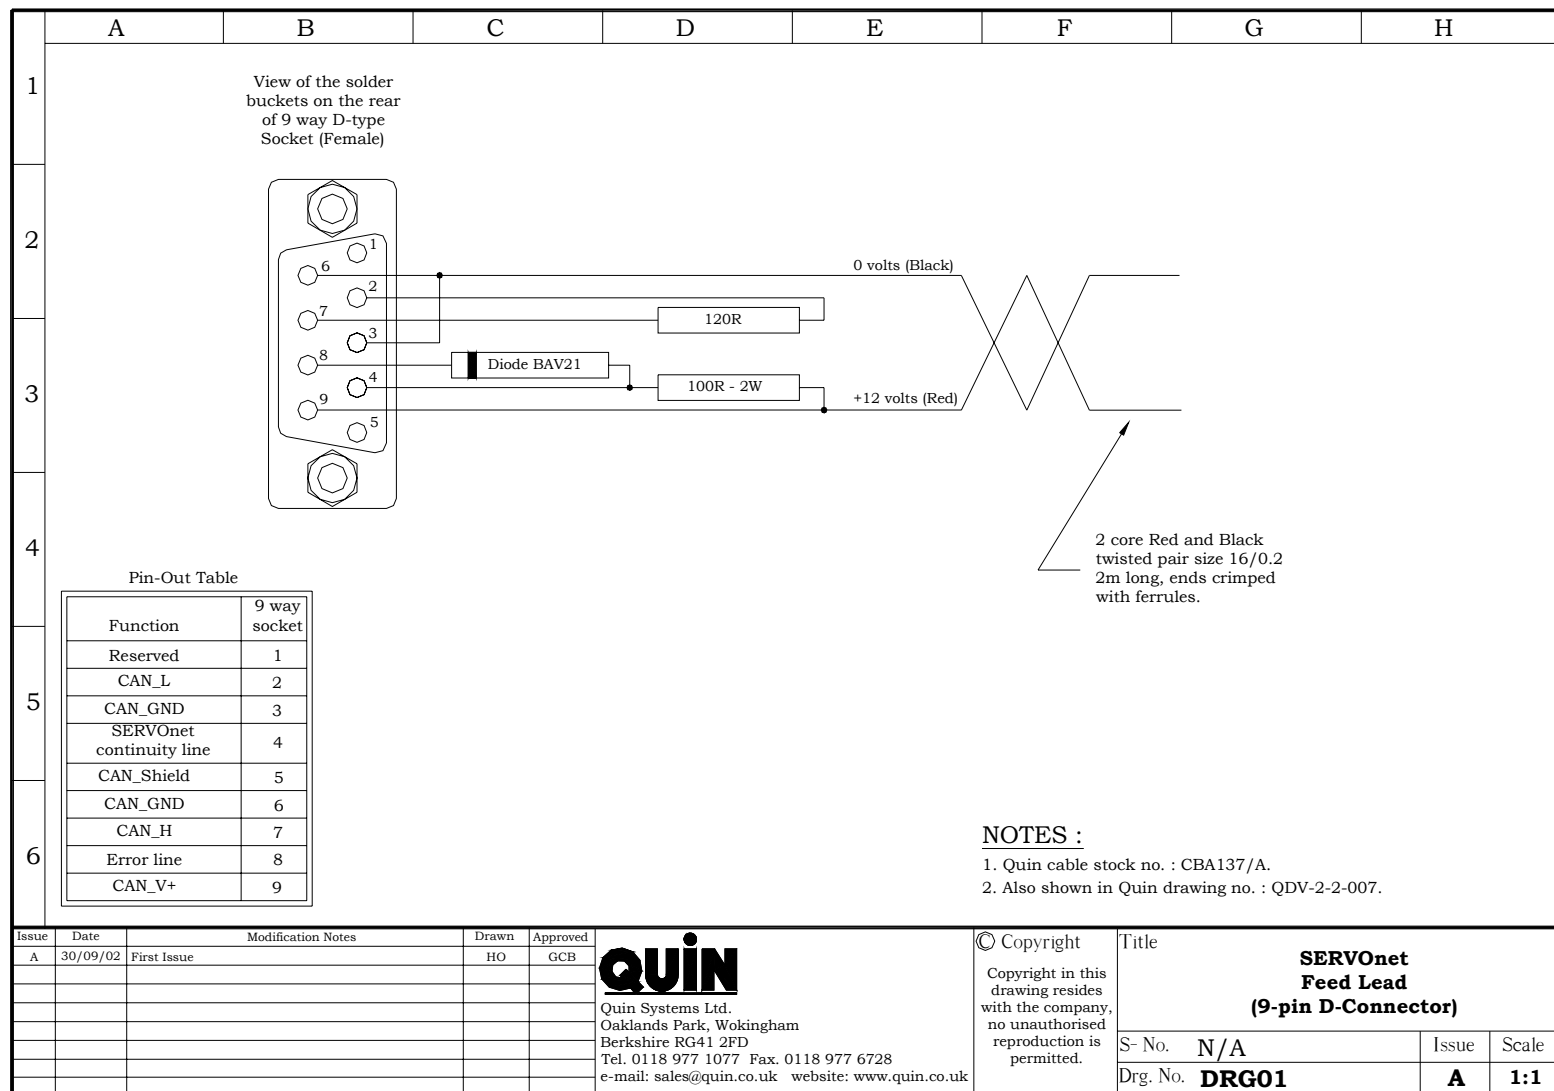 A B C D E F G H
1
2
3
4
5
6
View of the solder
buckets on the rear
of 9 way D-type
Socket (Female)
1
6
2
7
3
8
4
9
5
0 volts (Black)
120R
Diode BAV21
100R - 2W
+12 volts (Red)
2 core Red and Black
twisted pair size 16/0.2
2m long, ends crimped
with ferrules.
Pin-Out Table
Function 9 way socket
Reserved 1
CAN_L 2
CAN_GND 3
SERVOnet
continuity line 4
CAN_Shield 5
CAN_GND 6
CAN_H 7
Error line 8
CAN_V+ 9
NOTES :
1. Quin cable stock no. : CBA137/A.
2. Also shown in Quin drawing no. : QDV-2-2-007.
Issue Date Modification Notes Drawn Approved
A 30/09/02 First Issue HO GCB
QUIN
Quin Systems Ltd.
Oaklands Park, Wokingham
Berkshire RG41 2FD
Tel. 0118 977 1077 Fax. 0118 977 6728
e-mail: sales@quin.co.uk website: www.quin.co.uk
© Copyright
Copyright in this
drawing resides
with the company,
no unauthorised
reproduction is
permitted.
Title
SERVOnet
Feed Lead
(9-pin D-Connector)
S- No. N/A Issue Scale
Drg. No. DRG01 A 1:1